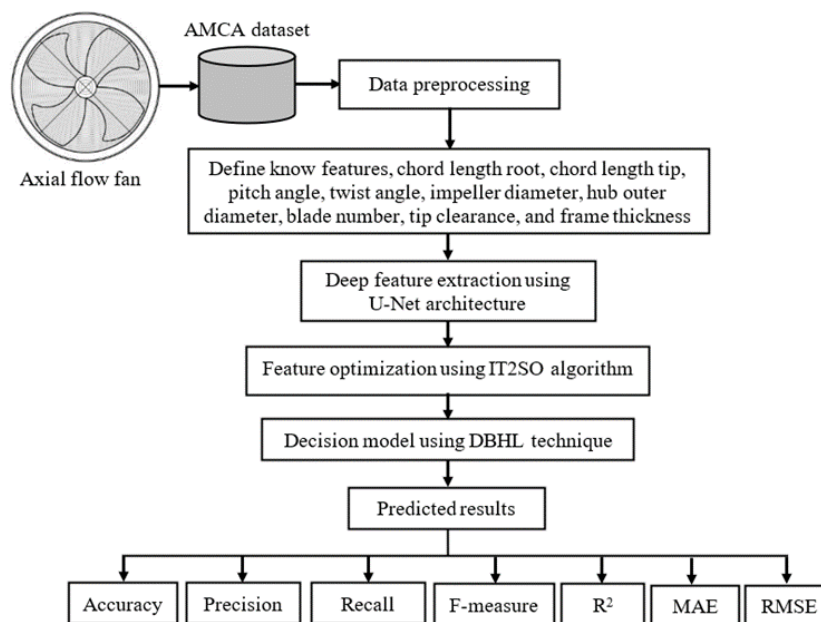 AMCA dataset
Axial flow fan
Data preprocessing
Define know features, chord length root, chord length tip,
pitch angle, twist angle, impeller diameter, hub outer
diameter, blade number, tip clearance, and frame thickness
Deep feature extraction using
U-Net architecture
Feature optimization using IT2SO algorithm
Decision model using DBHL technique
Predicted results
Accuracy
Precision
Recall
F-measure
R²
MAE
RMSE